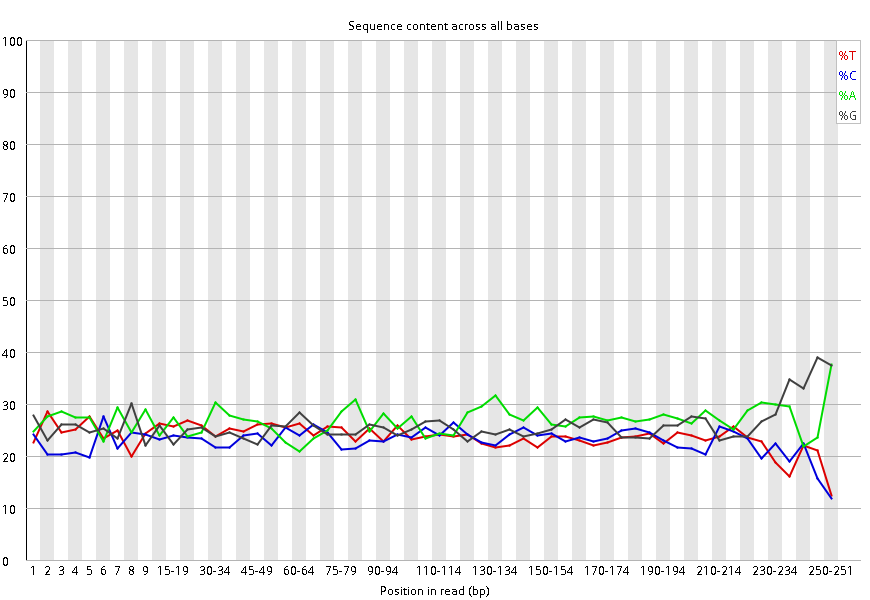 Sequence content across all bases
100
90
80
70
60
50
40
30
20
10
0
%T
%C
%A
%G
1 2 3 4 5 6 7 8 9 15-19 30-34 45-49 60-64 75-79 90-94 110-114 130-134 150-154 170-174 190-194 210-214 230-234 250-251
Position in read (bp)